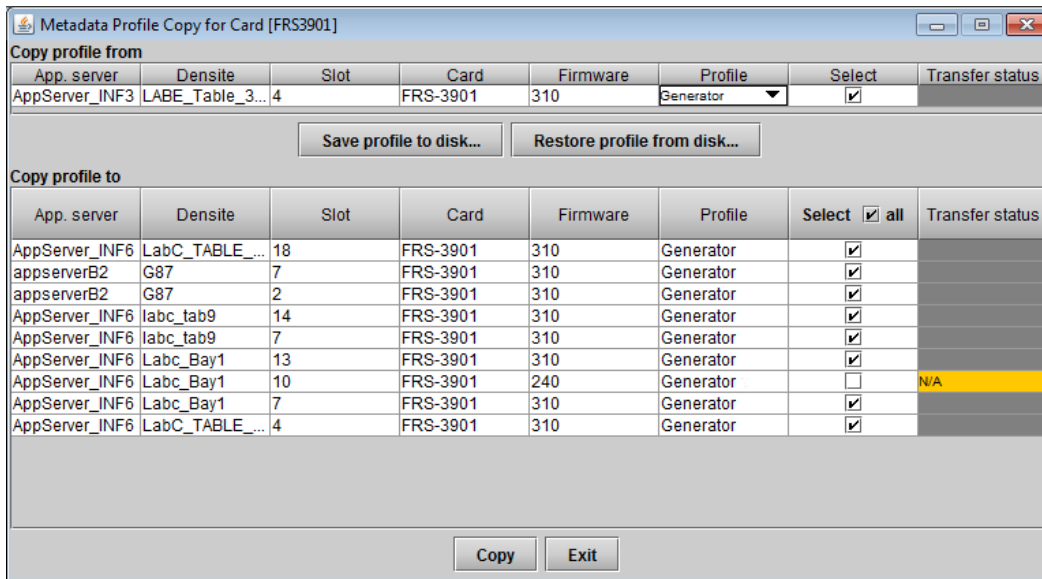 Metadata Profile Copy for Card [FRS3901]
Copy profile from
App. server Densite Slot Card Firmware Profile Select Transfer status
AppServer_INF3 LABE_Table_3... 4 FRS-3901 310 Generator
Save profile to disk... Restore profile from disk...
Copy profile to
App. server Densite Slot Card Firmware Profile Select all Transfer status
AppServer_INF6 LabC_TABLE_... 18 FRS-3901 310 Generator
appserverB2 G87 7 FRS-3901 310 Generator
appserverB2 G87 2 FRS-3901 310 Generator
AppServer_INF6 labc_tab9 14 FRS-3901 310 Generator
AppServer_INF6 labc_tab9 7 FRS-3901 310 Generator
AppServer_INF6 Labc_Bay1 13 FRS-3901 310 Generator
AppServer_INF6 Labc_Bay1 10 FRS-3901 240 Generator N/A
AppServer_INF6 Labc_Bay1 7 FRS-3901 310 Generator
AppServer_INF6 LabC_TABLE_... 4 FRS-3901 310 Generator
Copy Exit